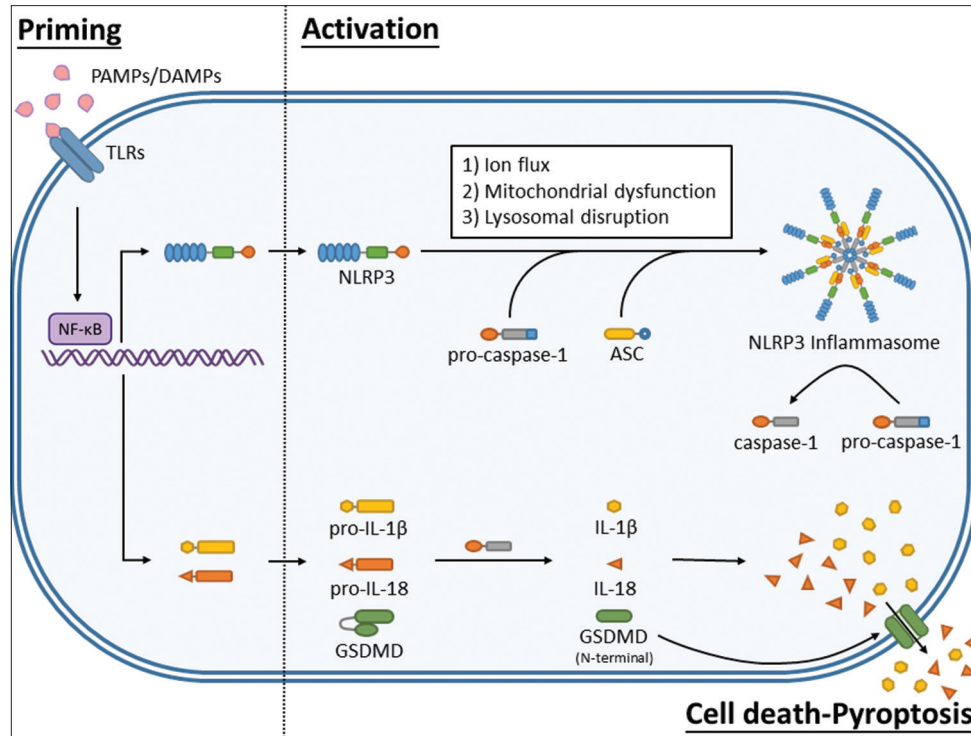 Priming
Activation
PAMPs/DAMPs
TLRs
1) Ion flux
2) Mitochondrial dysfunction
3) Lysosomal disruption
NLRP3
NF-κB
pro-caspase-1
ASC
NLRP3 Inflammasome
caspase-1
pro-caspase-1
pro-IL-1β
IL-1β
pro-IL-18
IL-18
GSDMD
GSDMD
(N-terminal)
Cell death-Pyroptosis